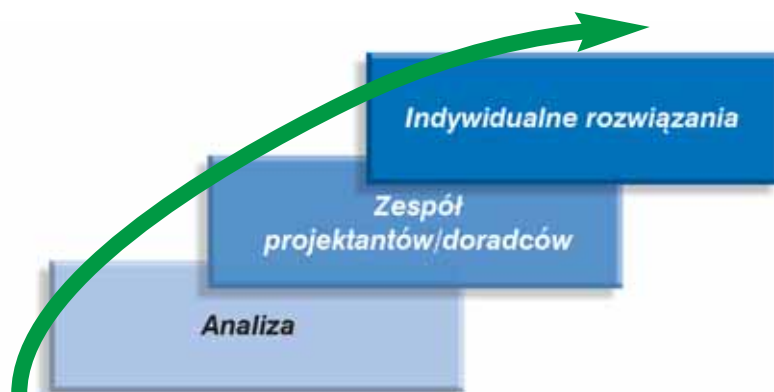 Indywidualne rozwiązania
Zespół
projektantów/doradców
Analiza